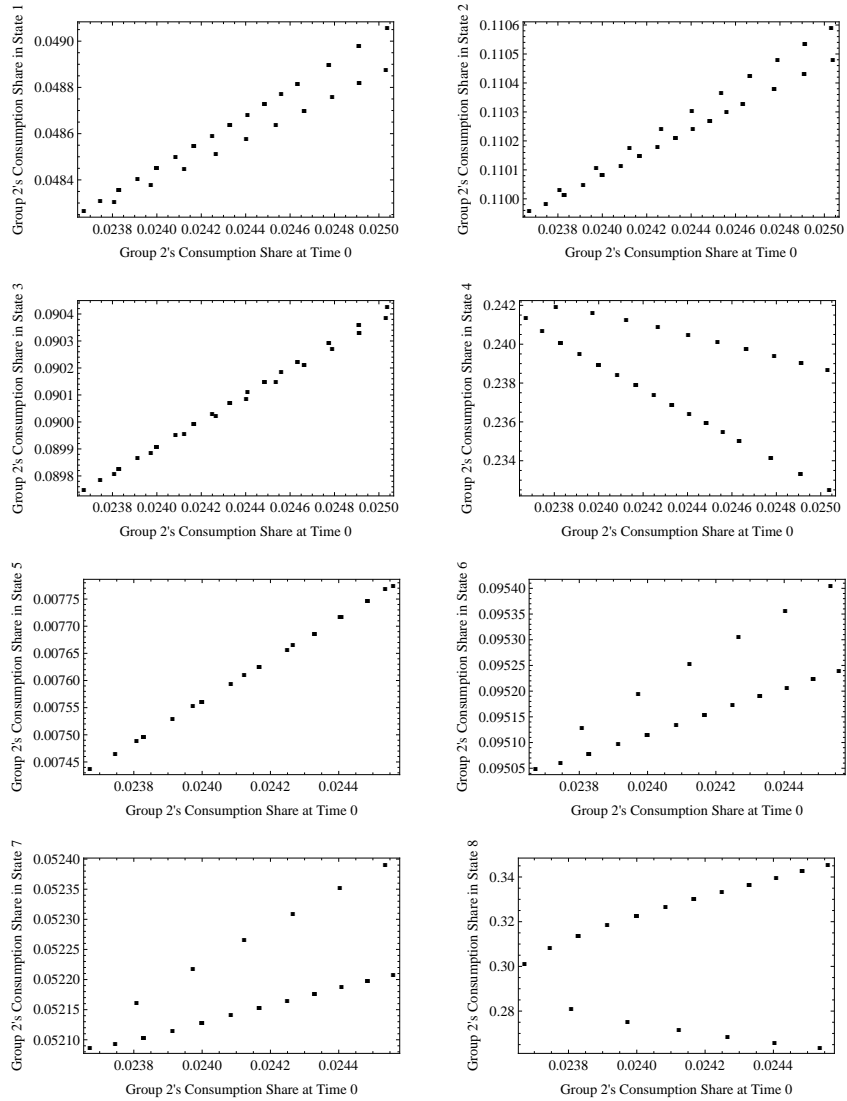 Group 2's Consumption Share in State 1
0.0490
0.0488
0.0486
0.0484
0.0238 0.0240 0.0242 0.0244 0.0246 0.0248 0.0250
Group 2's Consumption Share at Time 0
Group 2's Consumption Share in State 2
0.1106
0.1105
0.1104
0.1103
0.1102
0.1101
0.1100
0.0238 0.0240 0.0242 0.0244 0.0246 0.0248 0.0250
Group 2's Consumption Share at Time 0
Group 2's Consumption Share in State 3
0.0904
0.0903
0.0902
0.0901
0.0900
0.0899
0.0898
0.0238 0.0240 0.0242 0.0244 0.0246 0.0248 0.0250
Group 2's Consumption Share at Time 0
Group 2's Consumption Share in State 4
0.242
0.240
0.238
0.236
0.234
0.0238 0.0240 0.0242 0.0244 0.0246 0.0248 0.0250
Group 2's Consumption Share at Time 0
Group 2's Consumption Share in State 5
0.00775
0.00770
0.00765
0.00760
0.00755
0.00750
0.00745
0.0238 0.0240 0.0242 0.0244
Group 2's Consumption Share at Time 0
Group 2's Consumption Share in State 6
0.09540
0.09535
0.09530
0.09525
0.09520
0.09515
0.09510
0.09505
0.0238 0.0240 0.0242 0.0244
Group 2's Consumption Share at Time 0
Group 2's Consumption Share in State 7
0.05240
0.05235
0.05230
0.05225
0.05220
0.05215
0.05210
0.0238 0.0240 0.0242 0.0244
Group 2's Consumption Share at Time 0
Group 2's Consumption Share in State 8
0.34
0.32
0.30
0.28
0.0238 0.0240 0.0242 0.0244
Group 2's Consumption Share at Time 0